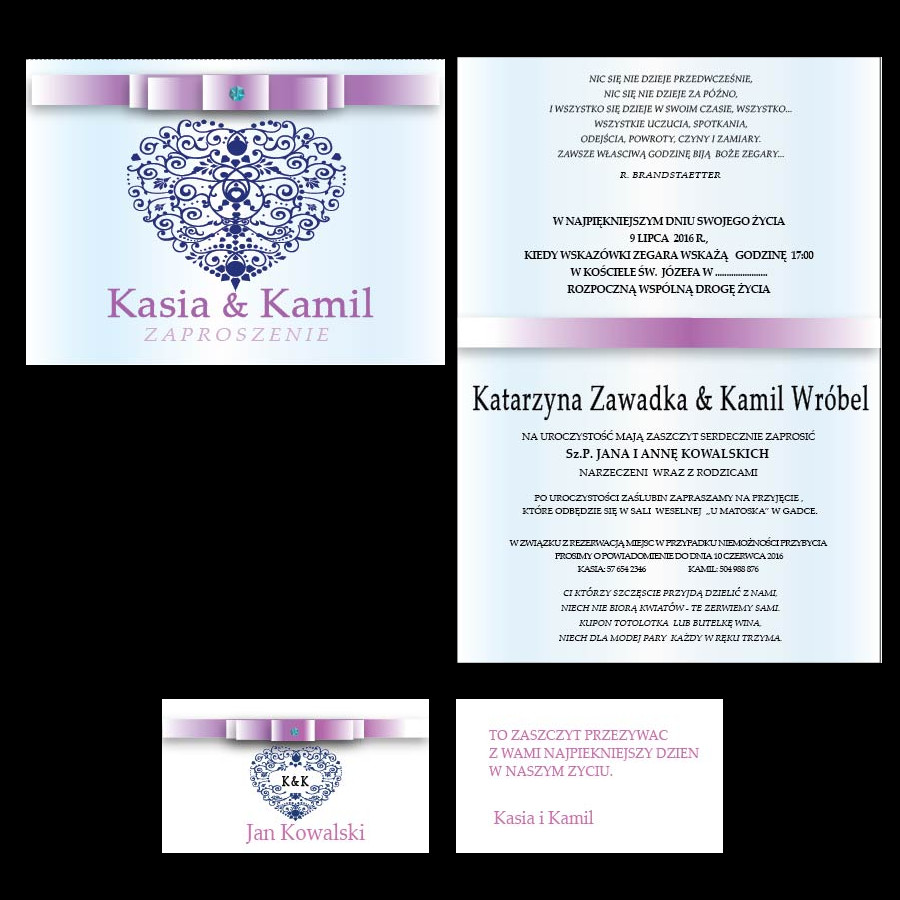 Kasia & Kamil
ZAPROSZENIE
NIC SIĘ NIE DZIEJE PRZEDWCZEŚNIE,
NIC SIĘ NIE DZIEJE ZA PÓŹNO,
I WSZYSTKO SIĘ DZIEJE W SWOIM CZASIE, WSZYSTKO...
WSZYSTKIE UCZUCIA, SPOTKANIA,
ODEJŚCIA, POWROTY, CZYNY I ZAMIARY.
ZAWSZE WŁAŚCIWĄ GODZINĘ BIJĄ BOŻE ZEGARY...
R. BRANDSTAETTER
W NAJPIĘKNIEJSZYM DNIU SWOJEGO ŻYCIA
9 LIPCA 2016 R.,
KIEDY WSKAZÓWKI ZEGARA WSKAŻĄ GODZINĘ 17:00
W KOŚCIELE ŚW. JÓZEFA W ......................
ROZPOCZNĄ WSPÓLNĄ DROGĘ ŻYCIA
Katarzyna Zawadka & Kamil Wróbel
NA UROCZYSTOŚĆ MAJĄ ZASZCZYT SERDECZNIE ZAPROSIĆ
Sz.P. JANA I ANNĘ KOWALSKICH
NARZECZENI WRAZ Z RODZICAMI
PO UROCZYSTOŚCI ZAŚLUBIN ZAPRASZAMY NA PRZYJĘCIE ,
KTÓRE ODBĘDZIE SIĘ W SALI WESELNEJ „U MATOSKA" W GADCE.
W ZWIĄZKU Z REZERWACJĄ MIEJSC W PRZYPADKU NIEMOŻNOŚCI PRZYBYCIA
PROSIMY O POWIADOMIENIE DO DNIA 10 CZERWCA 2016
KASIA: 57 654 2346 KAMIL: 504 988 876
CI KTÓRZY SZCZĘSCIE PRZYJDĄ DZIELIĆ Z NAMI,
NIECH NIE BIORĄ KWIATÓW - TE ZERWIEMY SAMI.
KUPON TOTOLOTKA LUB BUTELKĘ WINA,
NIECH DLA MODEJ PARY KAŻDY W RĘKU TRZYMA.
K&K
Jan Kowalski
TO ZASZCZYT PRZEZYWAC
Z WAMI NAJPIEKNIEJSZY DZIEN
W NASZYM ZYCIU.
Kasia i Kamil